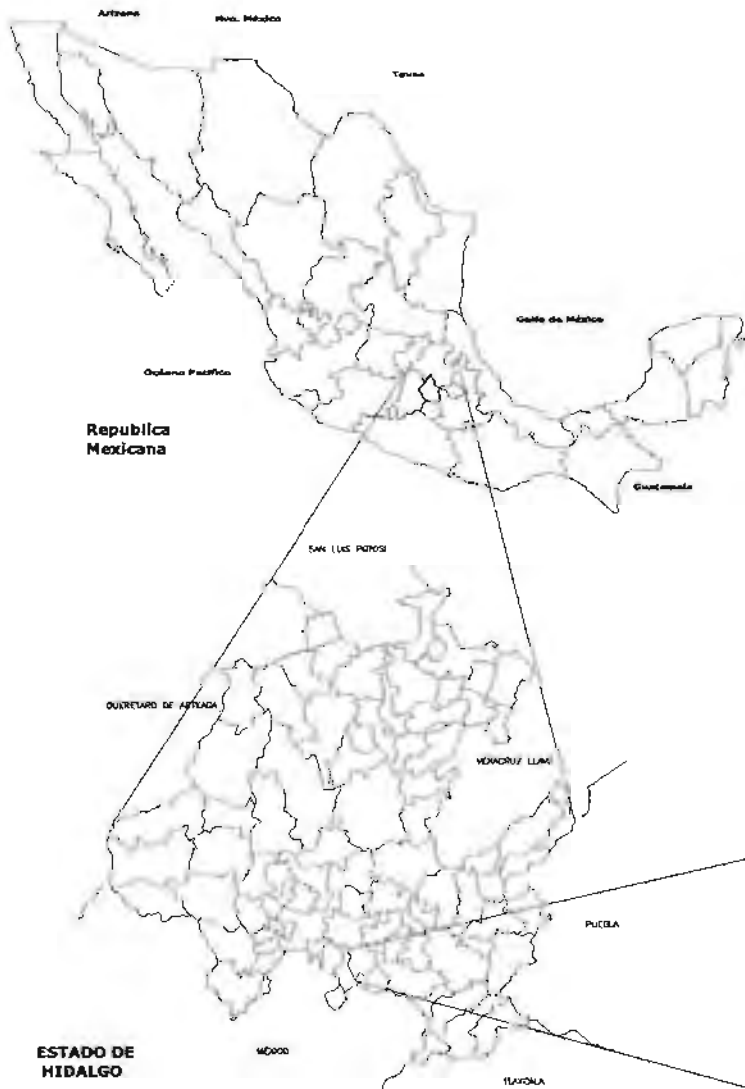 Arizona
Nvo. México
Texas
Golfo de México
Océano Pacífico
Republica
Mexicana
Guatemala
SAN LUIS POTOSI
QUERETARO DE ARTEAGA
VERACRUZ LLAVE
PUEBLA
MÉXICO
ESTADO DE
HIDALGO
TLAXCALA